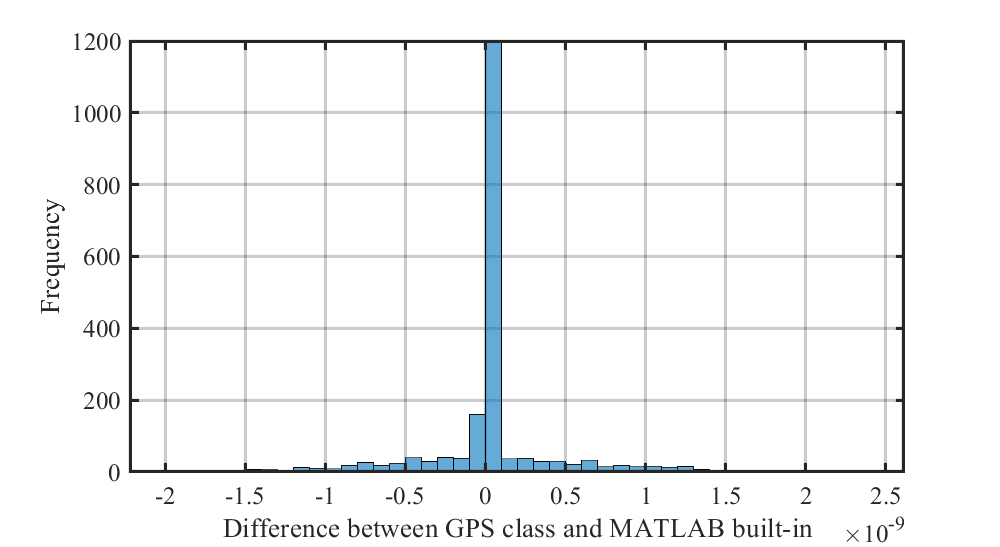 1200
1000
800
600
400
200
0
Frequency
-2 -1.5 -1 -0.5 0 0.5 1 1.5 2 2.5
Difference between GPS class and MATLAB built-in ×10⁻⁹